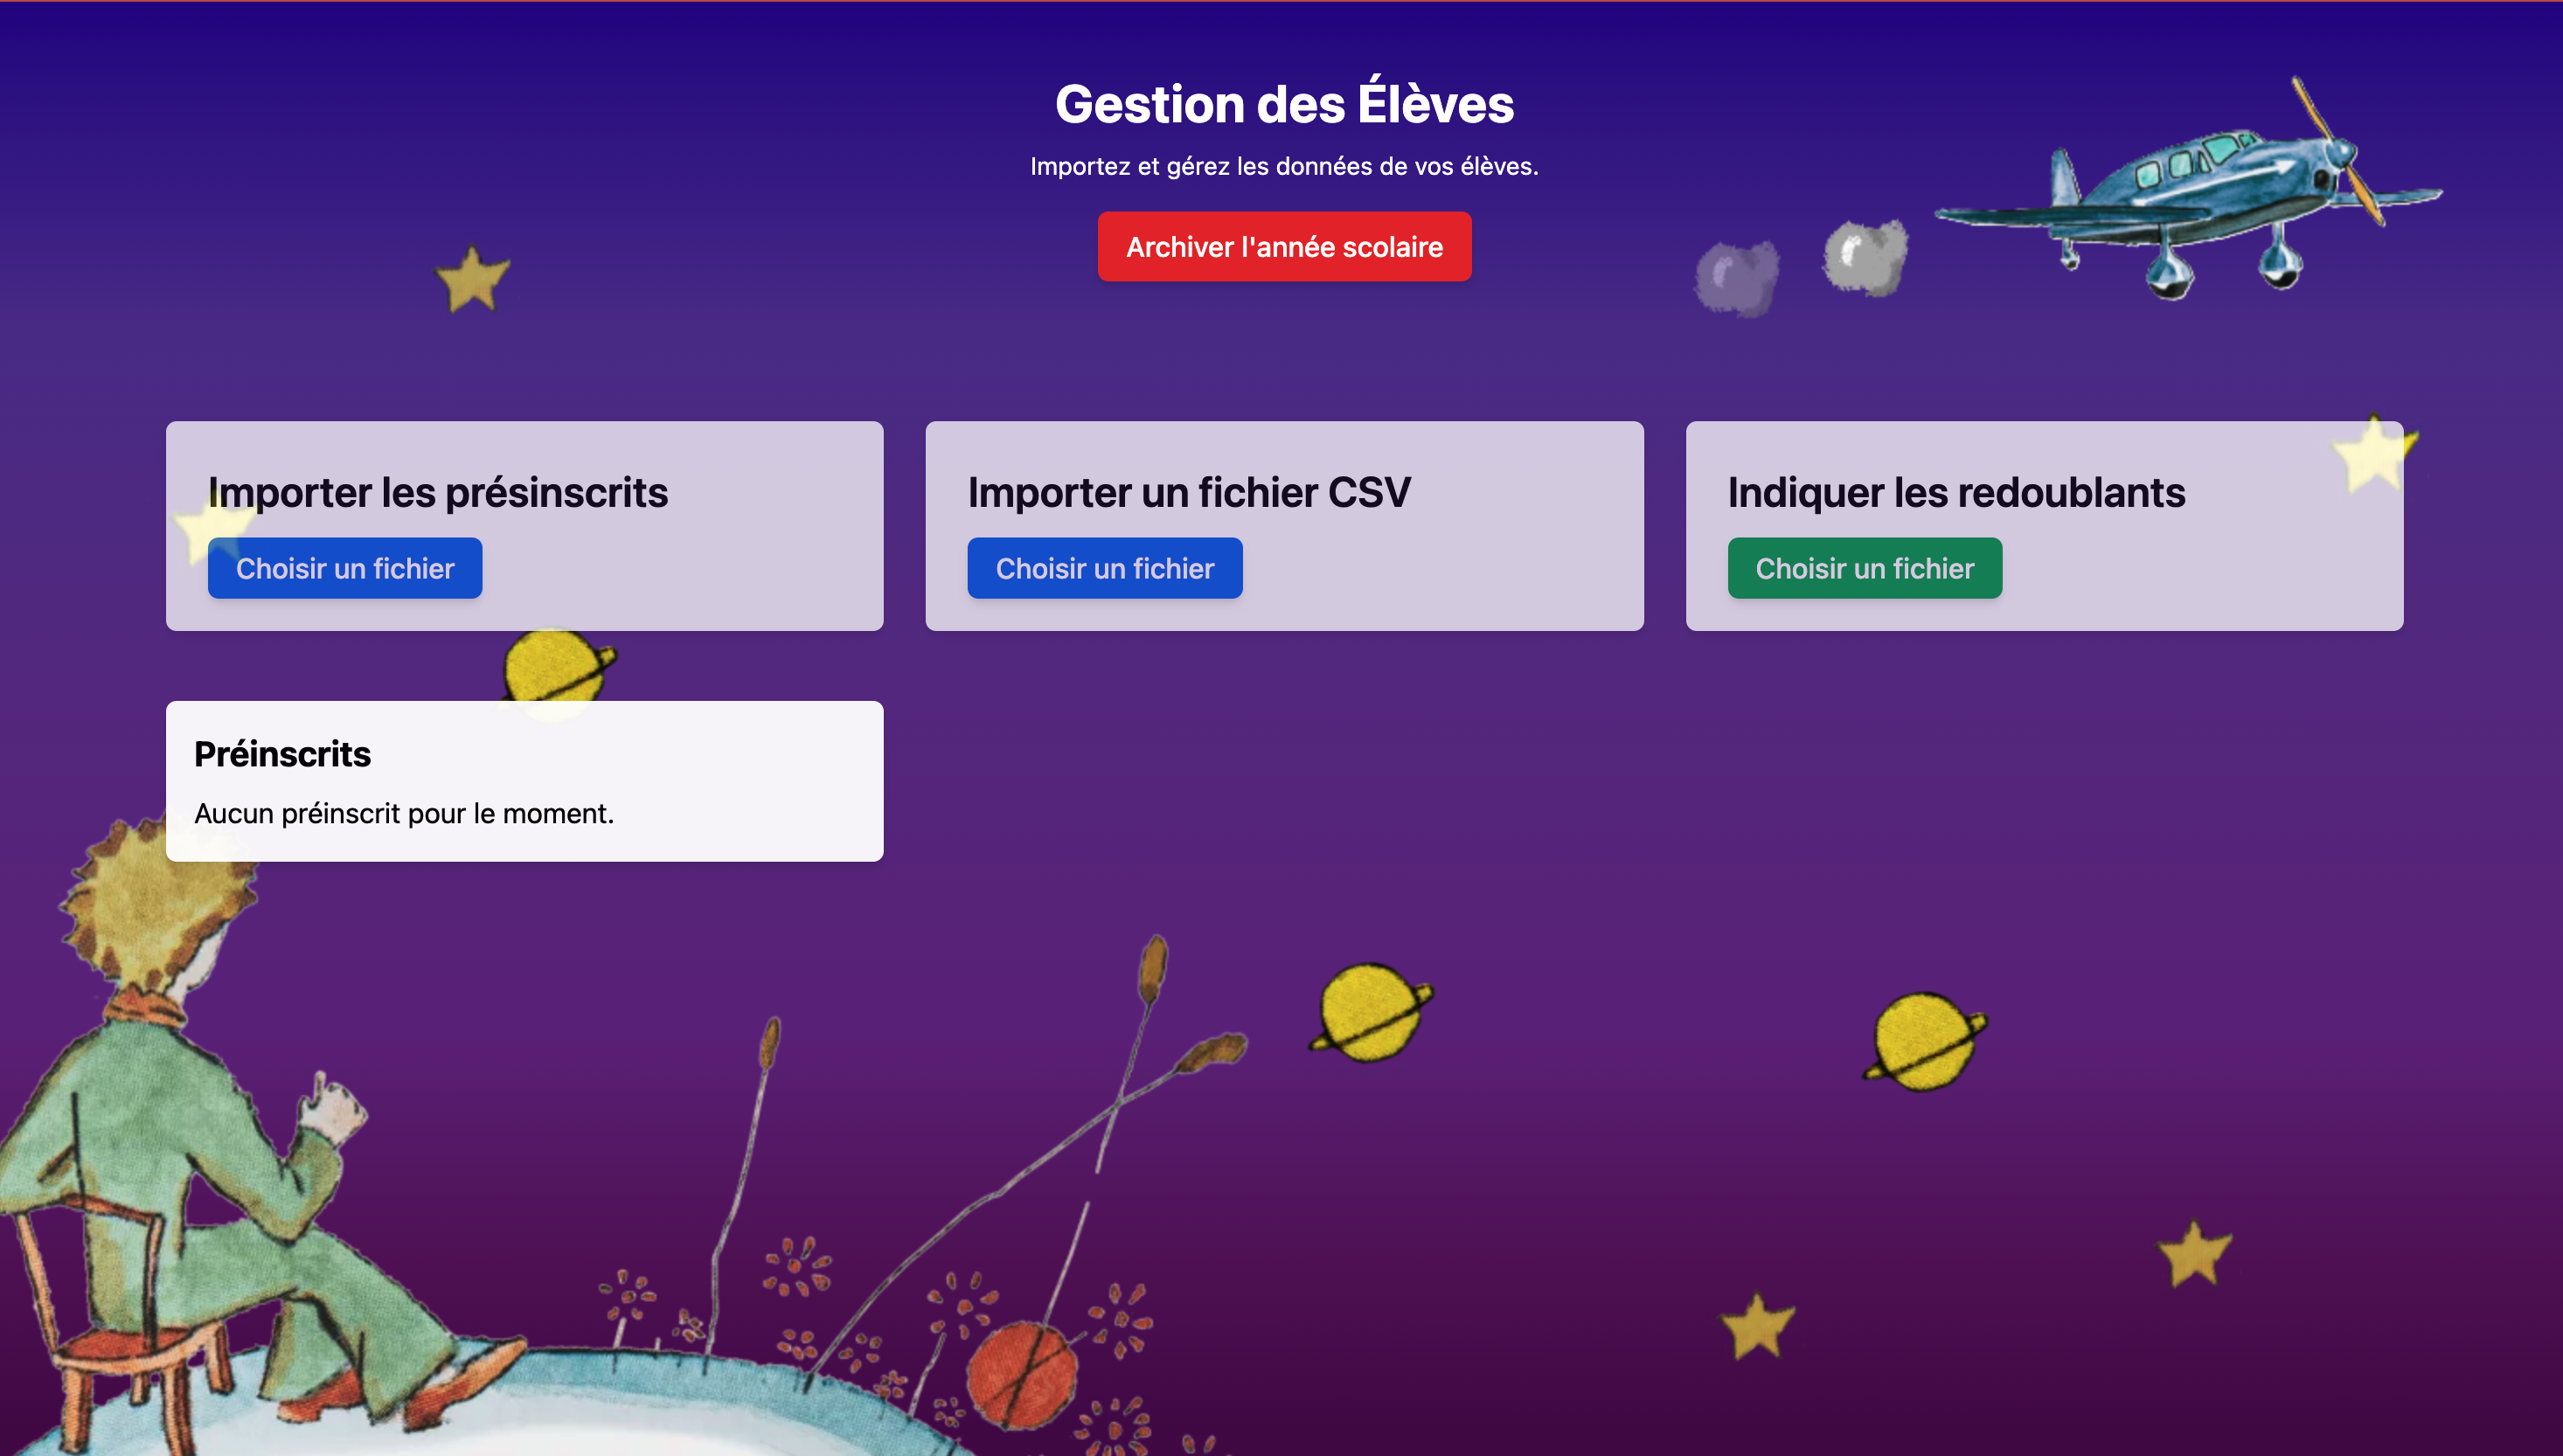 Gestion des Élèves
Importez et gérez les données de vos élèves.
Archiver l'année scolaire
Importer les présinscrits
Choisir un fichier
Importer un fichier CSV
Choisir un fichier
Indiquer les redoublants
Choisir un fichier
Préinscrits
Aucun préinscrit pour le moment.